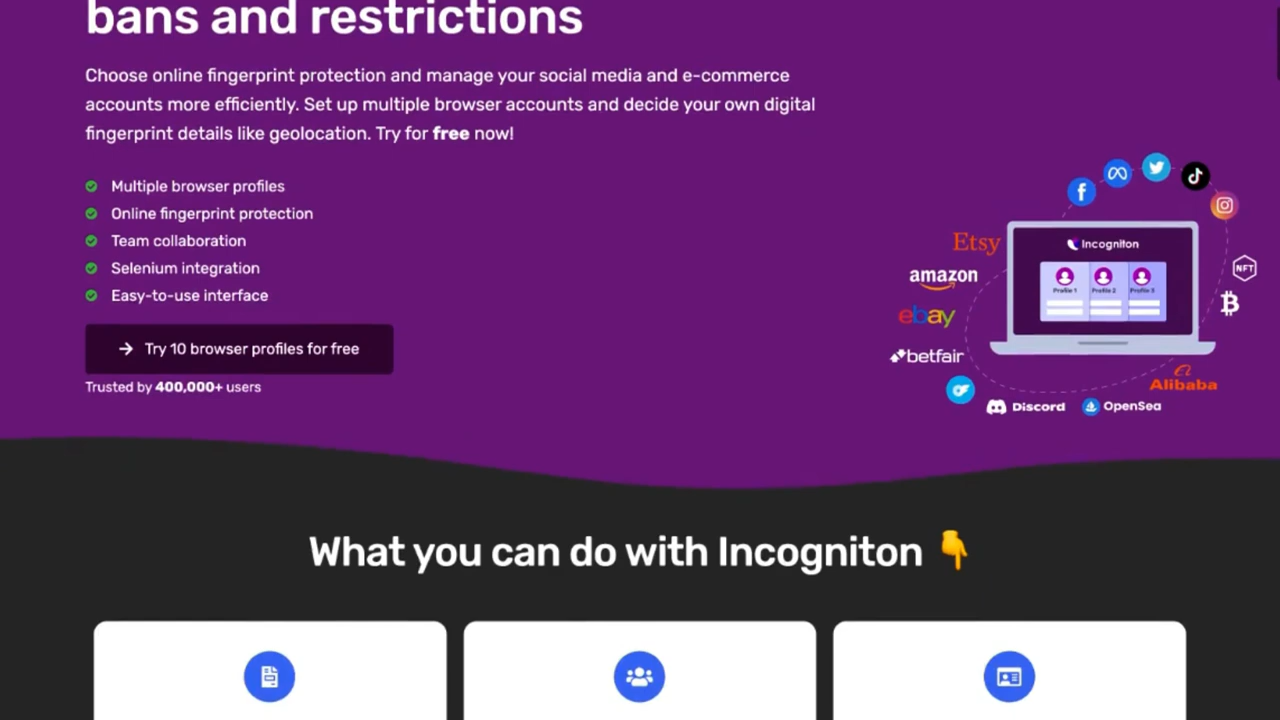 bans and restrictions
Choose online fingerprint protection and manage your social media and e-commerce
accounts more efficiently. Set up multiple browser accounts and decide your own digital
fingerprint details like geolocation. Try for free now!
Multiple browser profiles
Online fingerprint protection
Team collaboration
Selenium integration
Easy-to-use interface
Try 10 browser profiles for free
Trusted by 400,000+ users
Etsy
amazon
ebay
betfair
Incogniton
Profile 1
Profile 2
Profile 3
NFT
Alibaba
Discord
OpenSea
What you can do with Incogniton